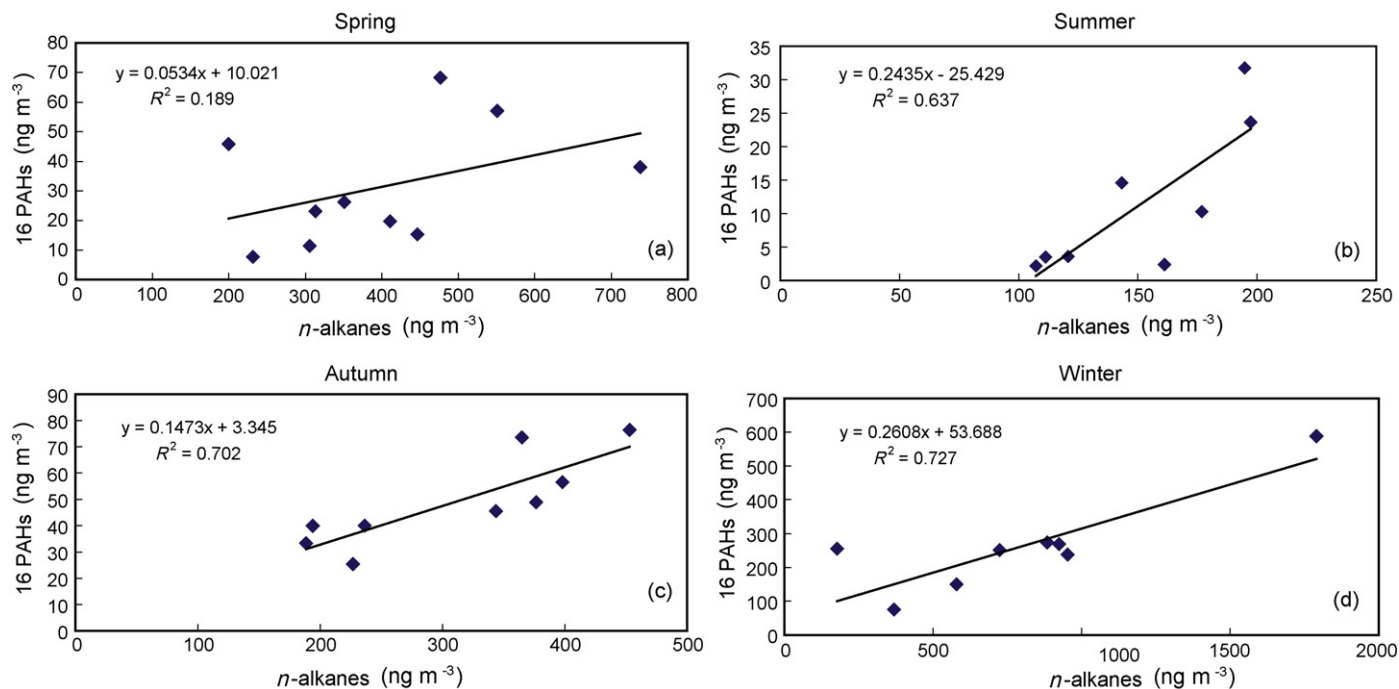 Spring
80
70
60
50
40
30
20
10
0
16 PAHs (ng m⁻³)
y = 0.0534x + 10.021
R² = 0.189
(a)
100 200 300 400 500 600 700 800
n-alkanes (ng m⁻³)
Summer
35
30
25
20
15
10
5
0
16 PAHs (ng m⁻³)
y = 0.2435x - 25.429
R² = 0.637
(b)
0 50 100 150 200 250
n-alkanes (ng m⁻³)
Autumn
90
80
70
60
50
40
30
20
10
0
16 PAHs (ng m⁻³)
y = 0.1473x + 3.345
R² = 0.702
(c)
0 100 200 300 400 500
n-alkanes (ng m⁻³)
Winter
700
600
500
400
300
200
100
0
16 PAHs (ng m⁻³)
y = 0.2608x + 53.688
R² = 0.727
(d)
0 500 1000 1500 2000
n-alkanes (ng m⁻³)